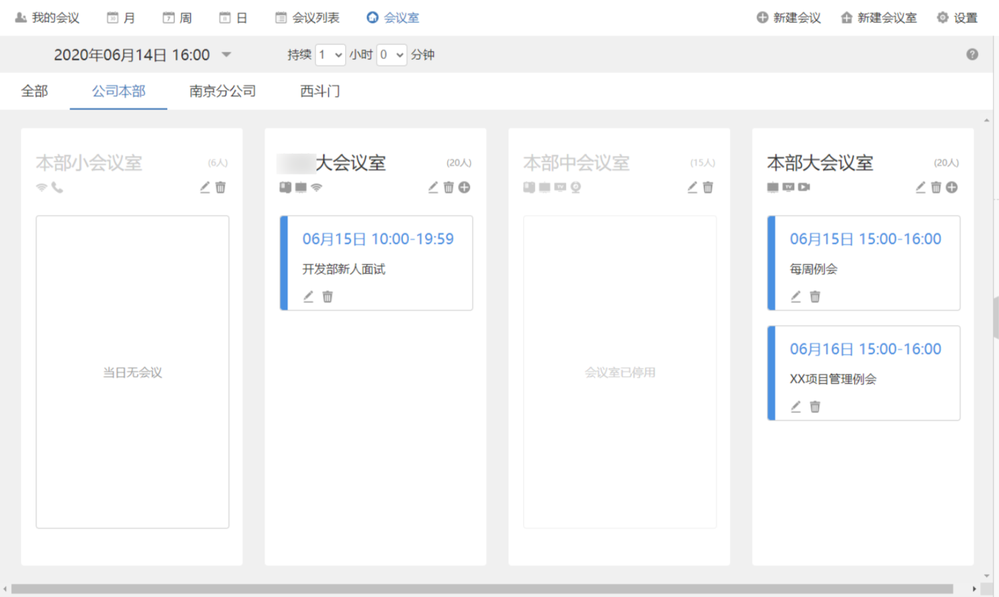 我的会议 月 周 日 会议列表 会议室 新建会议 新建会议室 设置
2020年06月14日 16:00 持续 1 小时 0 分钟
全部 公司本部 南京分公司 西斗门
本部小会议室 (6人)
当日无会议
大会议室 (20人)
06月15日 10:00-19:59
开发部新人面试
本部中会议室 (15人)
会议室已停用
本部大会议室 (20人)
06月15日 15:00-16:00
每周例会
06月16日 15:00-16:00
XX项目管理例会